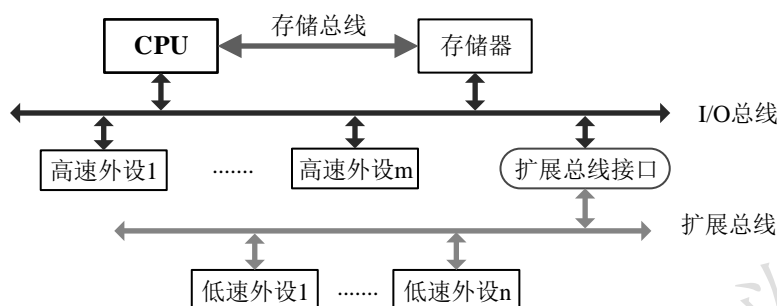 存储总线
CPU
存储器
I/O总线
高速外设1 ........ 高速外设m 扩展总线接口
扩展总线
低速外设1 ........ 低速外设n